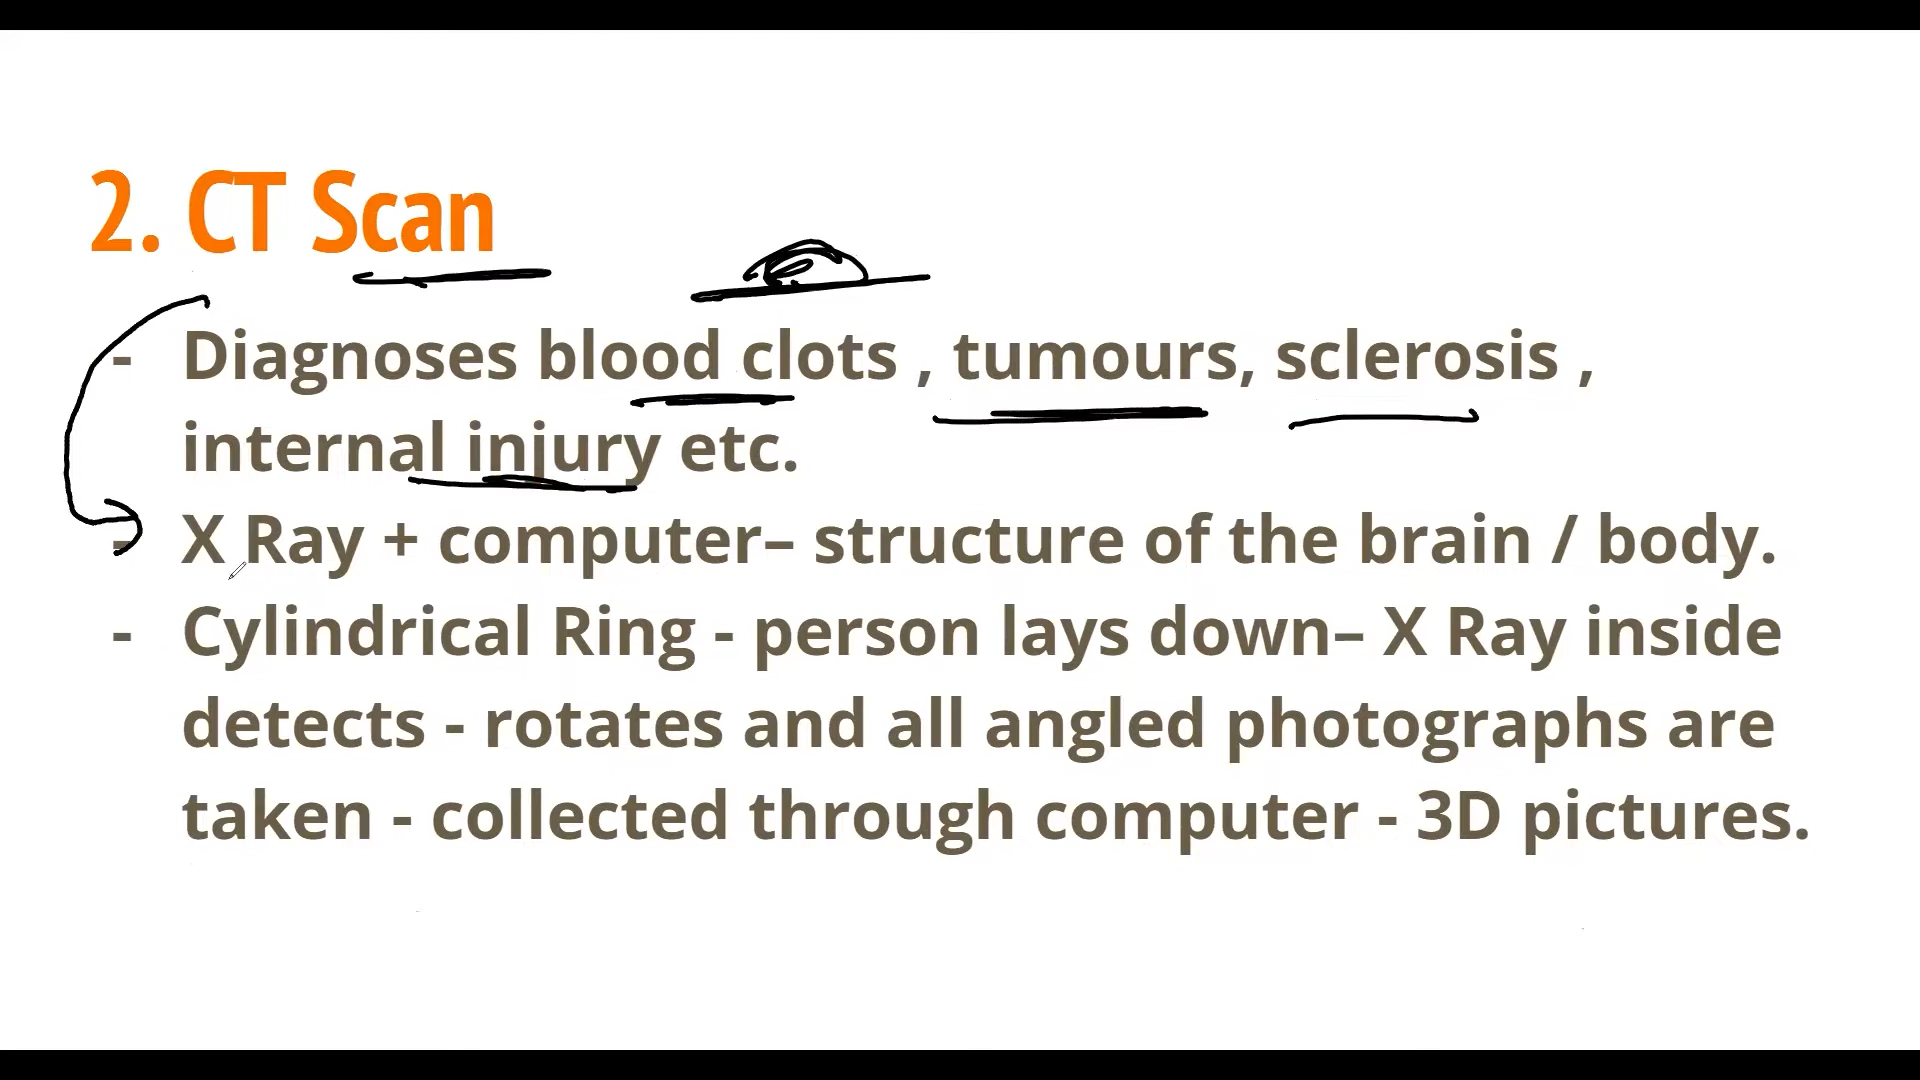 2. CT Scan
- Diagnoses blood clots , tumours, sclerosis ,
internal injury etc.
- X Ray + computer– structure of the brain / body.
- Cylindrical Ring - person lays down– X Ray inside
detects - rotates and all angled photographs are
taken - collected through computer - 3D pictures.